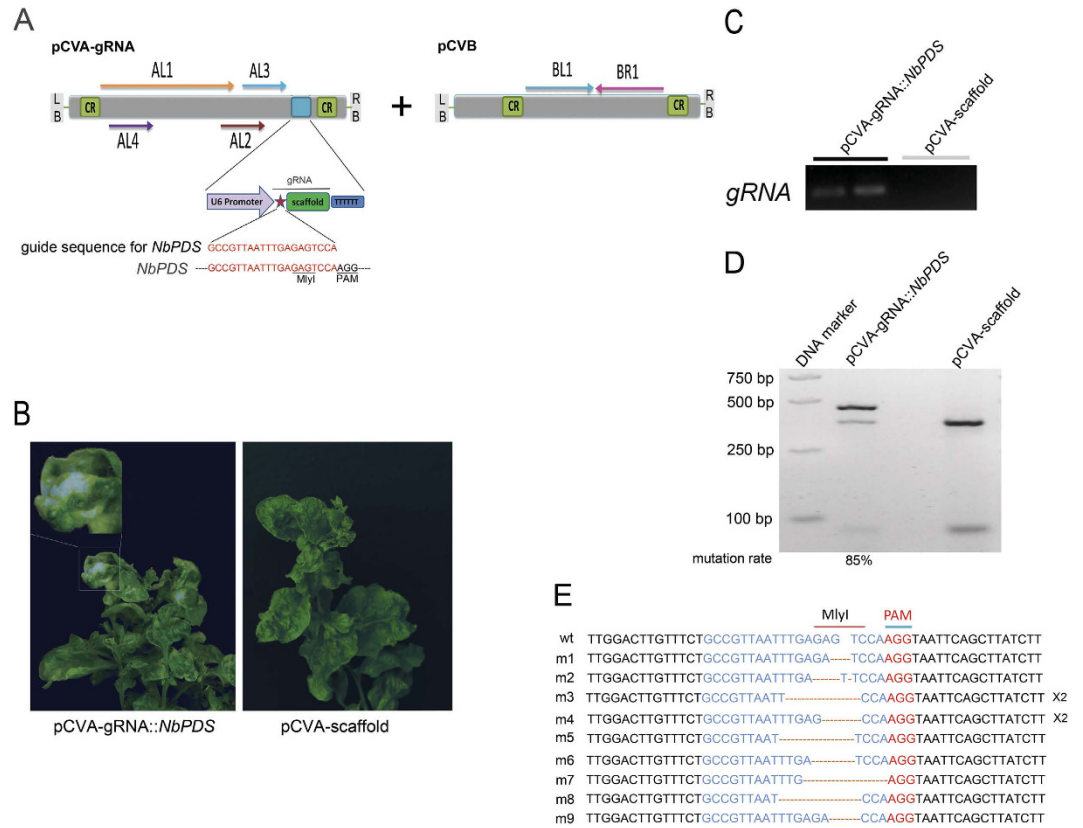 A
pCVA-gRNA
pCVB
AL1
AL3
BL1
BR1
L
B
CR
CR
R
B
+
L
B
CR
CR
R
B
AL4
AL2
gRNA
U6 Promoter
scaffold
TTTTTT
guide sequence for NbPDS GCCGTTAATTTGAGAGTCCA
NbPDS ----GCCGTTAATTTGAGAGTCCAAGG----
MlyI
PAM
B
pCVA-gRNA::NbPDS
pCVA-scaffold
C
pCVA-gRNA::NbPDS
pCVA-scaffold
gRNA
D
DNA marker
pCVA-gRNA::NbPDS
pCVA-scaffold
750 bp
500 bp
250 bp
100 bp
mutation rate 85%
E
MlyI PAM
wt TTGGACTTGTTTCTGCCGTTAATTTGAGAG TCCAAGGTAATTCAGCTTATCTT
m1 TTGGACTTGTTTCTGCCGTTAATTTGAGA-----TCCAAGGTAATTCAGCTTATCTT
m2 TTGGACTTGTTTCTGCCGTTAATTTGA------T-TCCAAGGTAATTCAGCTTATCTT
m3 TTGGACTTGTTTCTGCCGTTAATT----------------CCAAGGTAATTCAGCTTATCTT X2
m4 TTGGACTTGTTTCTGCCGTTAATTTGAG---------CCAAGGTAATTCAGCTTATCTT X2
m5 TTGGACTTGTTTCTGCCGTTAAT----------------TCCAAGGTAATTCAGCTTATCTT
m6 TTGGACTTGTTTCTGCCGTTAATTTGA----------TCCAAGGTAATTCAGCTTATCTT
m7 TTGGACTTGTTTCTGCCGTTAATTTG------------------AGGTAATTCAGCTTATCTT
m8 TTGGACTTGTTTCTGCCGTTAAT------------------CCAAGGTAATTCAGCTTATCTT
m9 TTGGACTTGTTTCTGCCGTTAATTTGAGA-------CCAAGGTAATTCAGCTTATCTT